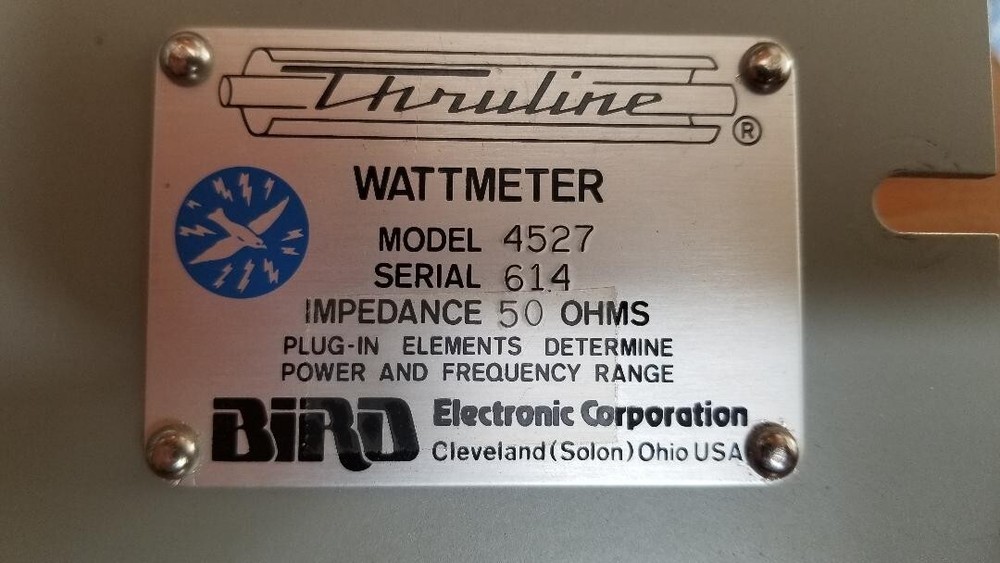 Thruline ®
WATTMETER
MODEL 4527
SERIAL 614
IMPEDANCE 50 OHMS
PLUG-IN ELEMENTS DETERMINE
POWER AND FREQUENCY RANGE
BIRD Electronic Corporation
Cleveland (Solon) Ohio USA